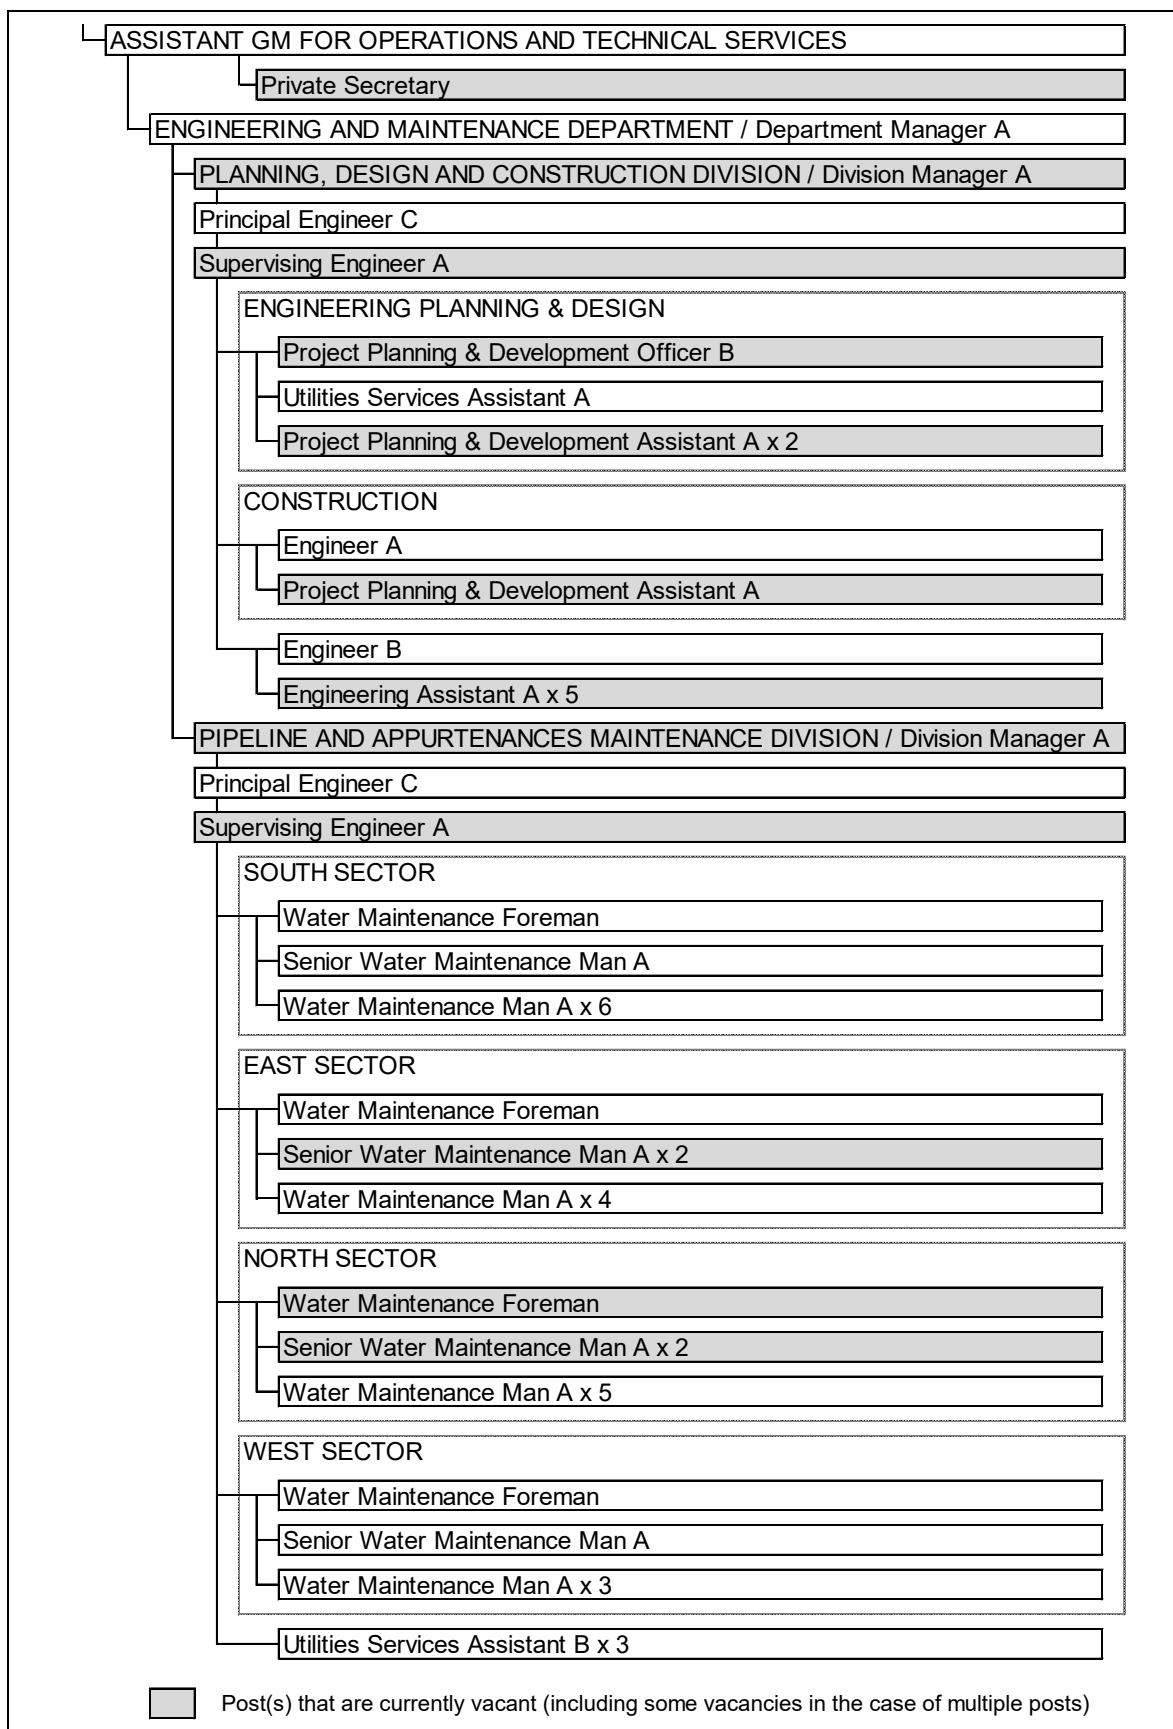 ASSISTANT GM FOR OPERATIONS AND TECHNICAL SERVICES
Private Secretary
ENGINEERING AND MAINTENANCE DEPARTMENT / Department Manager A
PLANNING, DESIGN AND CONSTRUCTION DIVISION / Division Manager A
Principal Engineer C
Supervising Engineer A
ENGINEERING PLANNING & DESIGN
Project Planning & Development Officer B
Utilities Services Assistant A
Project Planning & Development Assistant A x 2
CONSTRUCTION
Engineer A
Project Planning & Development Assistant A
Engineer B
Engineering Assistant A x 5
PIPELINE AND APPURTENANCES MAINTENANCE DIVISION / Division Manager A
Principal Engineer C
Supervising Engineer A
SOUTH SECTOR
Water Maintenance Foreman
Senior Water Maintenance Man A
Water Maintenance Man A x 6
EAST SECTOR
Water Maintenance Foreman
Senior Water Maintenance Man A x 2
Water Maintenance Man A x 4
NORTH SECTOR
Water Maintenance Foreman
Senior Water Maintenance Man A x 2
Water Maintenance Man A x 5
WEST SECTOR
Water Maintenance Foreman
Senior Water Maintenance Man A
Water Maintenance Man A x 3
Utilities Services Assistant B x 3
Post(s) that are currently vacant (including some vacancies in the case of multiple posts)